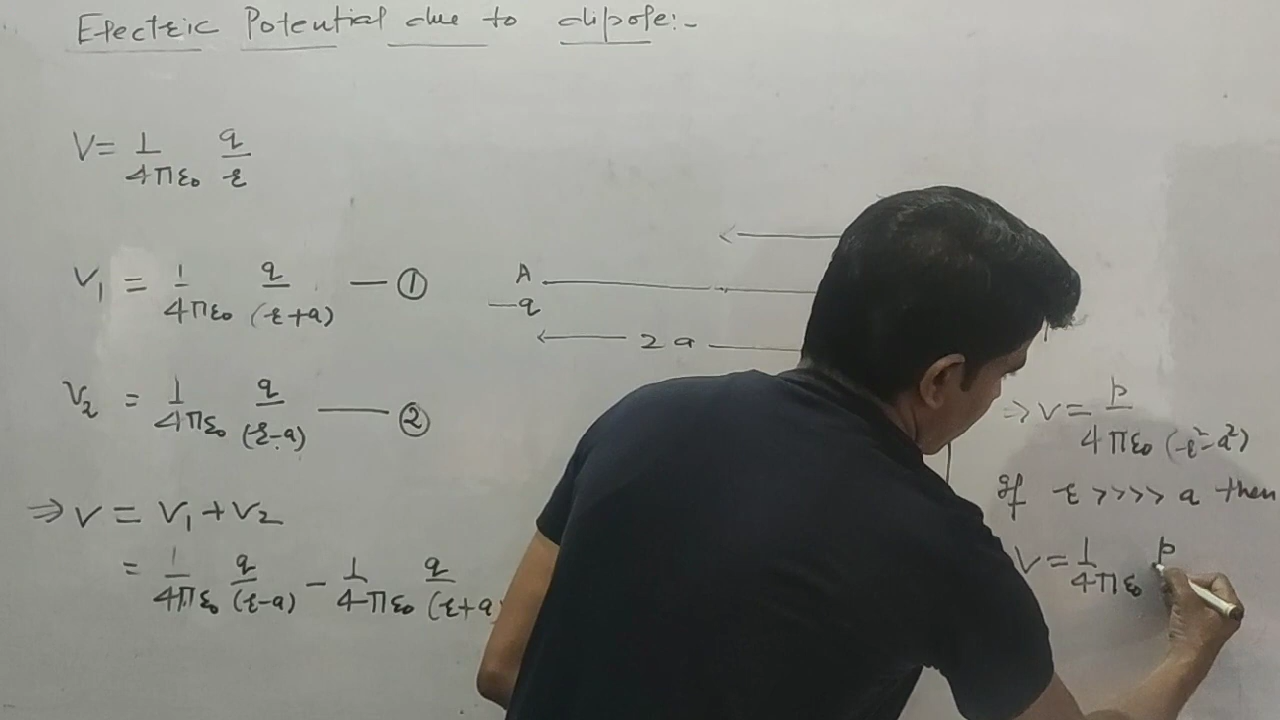 Electric Potential due to dipole:-
V = 1/4πε₀ q/r
V₁ = 1/4πε₀ q/(r+a) — ①
V₂ = 1/4πε₀ q/(r-a) — ②
⇒ V = V₁ + V₂
= 1/4πε₀ q/(r-a) - 1/4πε₀ q/(r+a
A
-q
2a
⇒ V = p/4πε₀(r²-a²)
If r >>>> a then
V = 1/4πε₀ p